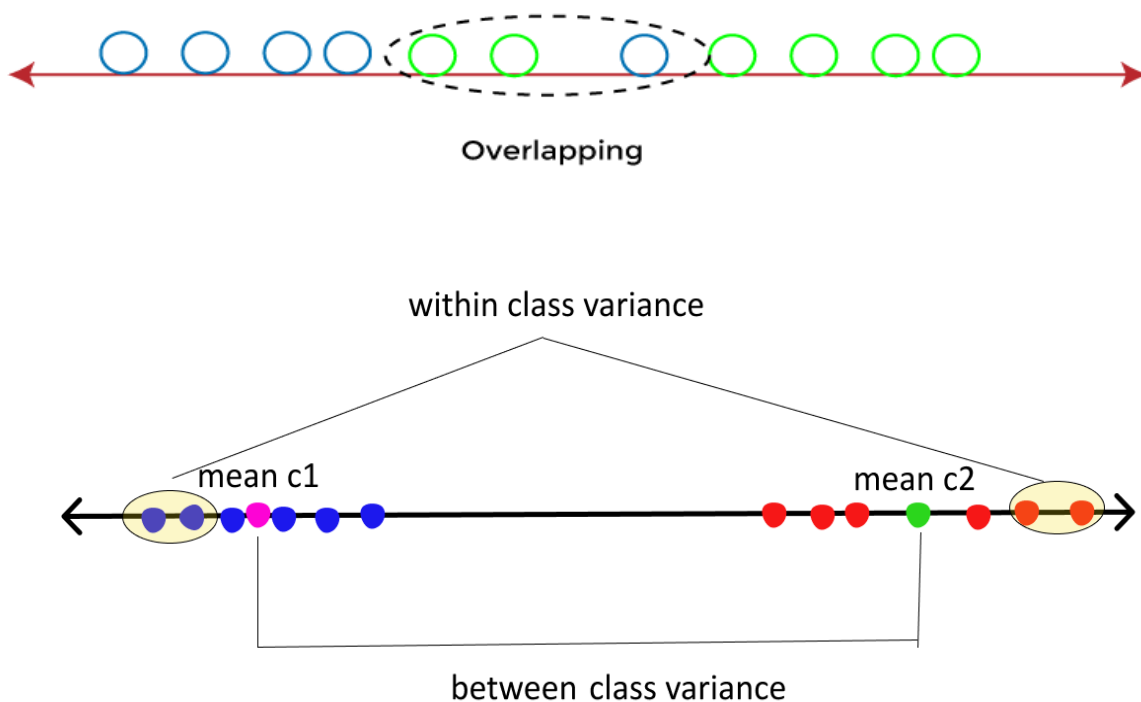 Overlapping
within class variance
mean c1
mean c2
between class variance